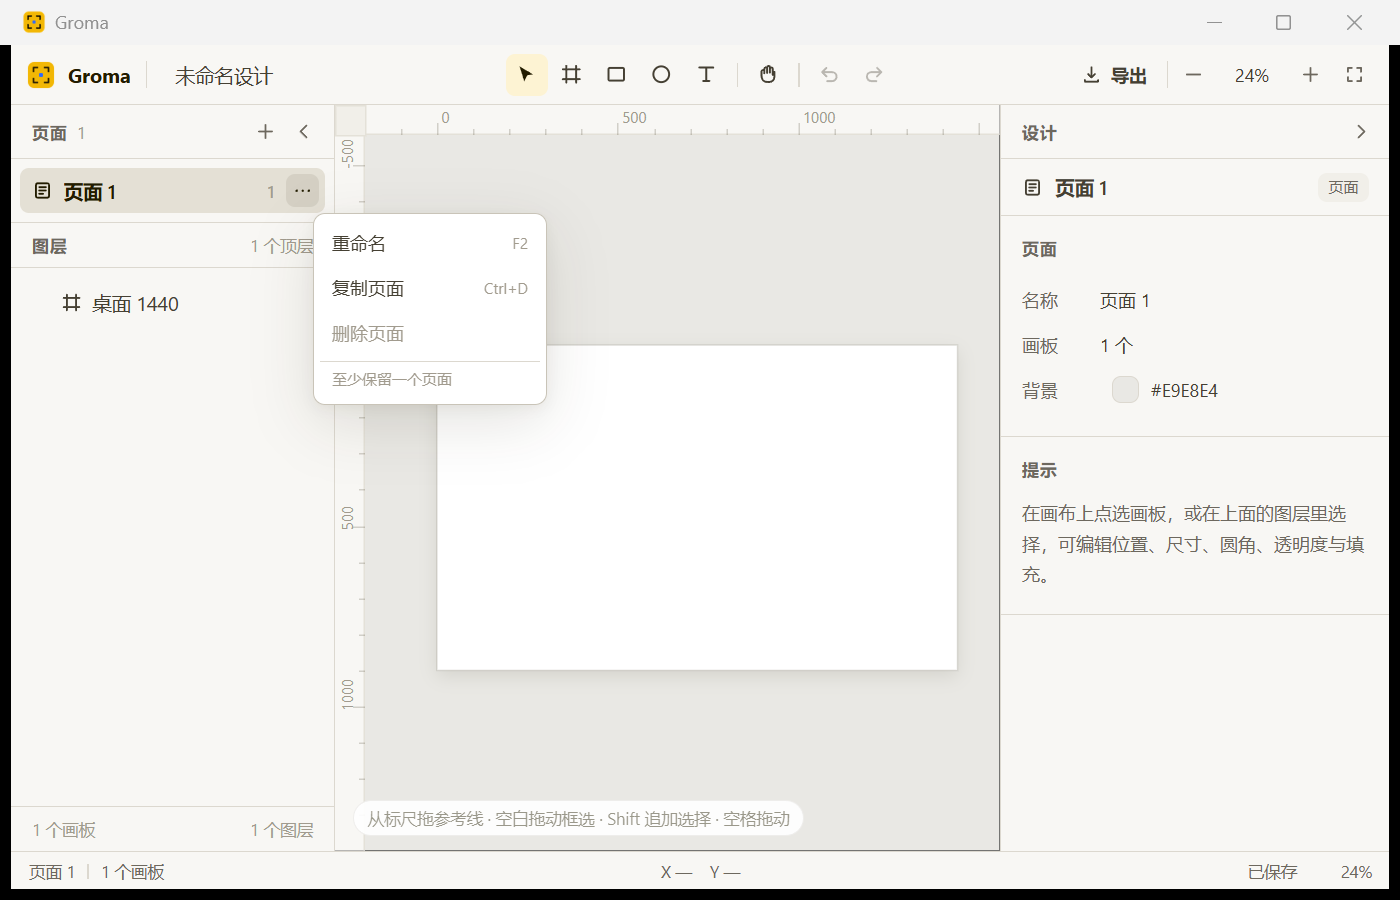 Groma
Groma
未命名设计
导出
24%
页面 1
页面 1
1
图层
1 个顶层
桌面 1440
重命名
F2
复制页面
Ctrl+D
删除页面
至少保留一个页面
0
500
1000
-500
500
1000
从标尺拖参考线 · 空白拖动框选 · Shift 追加选择 · 空格拖动
设计
页面 1
页面
页面
名称
页面 1
画板
1 个
背景
#E9E8E4
提示
在画布上点选画板，或在上面的图层里选
择，可编辑位置、尺寸、圆角、透明度与填
充。
1 个画板
1 个图层
页面 1
1 个画板
X —
Y —
已保存
24%